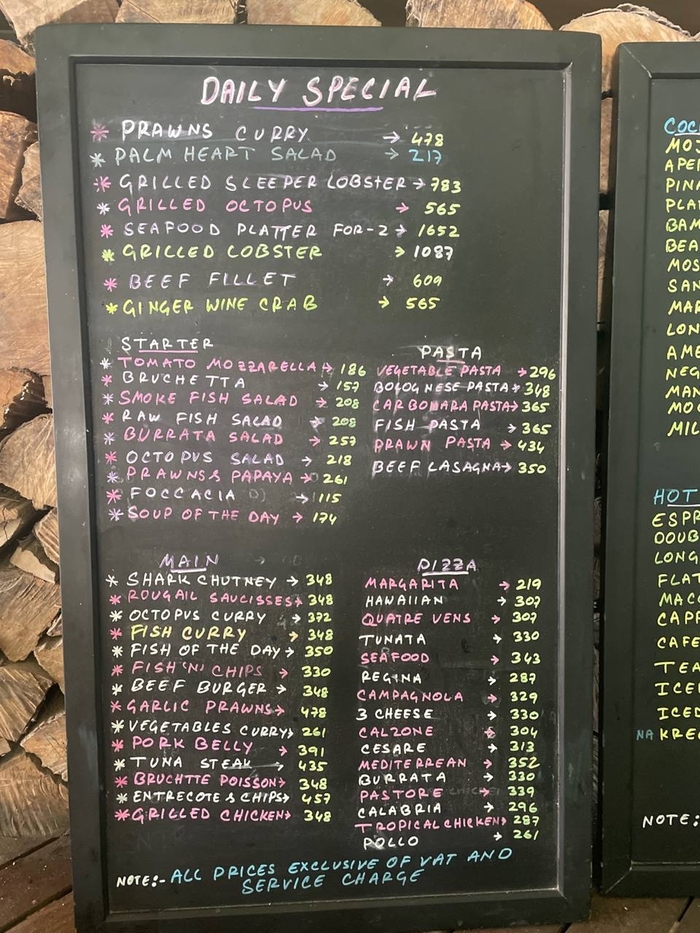 DAILY SPECIAL
* PRAWNS CURRY → 478
* PALM HEART SALAD → 217
* GRILLED SLEEPER LOBSTER → 783
* GRILLED OCTOPUS → 565
* SEAFOOD PLATTER FOR-2 → 1652
* GRILLED LOBSTER → 1087
* BEEF FILLET → 609
* GINGER WINE CRAB → 565
STARTER
* TOMATO MOZZARELLA → 186
* BRUCHETTA → 157
* SMOKE FISH SALAD → 208
* RAW FISH SALAD → 208
* BURRATA SALAD → 257
* OCTOPUS SALAD → 218
* PRAWNS & PAPAYA → 261
* FOCCACIA → 115
* SOUP OF THE DAY → 174
PASTA
VEGETABLE PASTA → 296
BOLOGNESE PASTA → 348
CARBONARA PASTA → 365
FISH PASTA → 365
PRAWN PASTA → 434
BEEF LASAGNA → 350
MAIN
* SHARK CHUTNEY → 348
* ROUGAIL SAUCISSES → 348
* OCTOPUS CURRY → 372
* FISH CURRY → 348
* FISH OF THE DAY → 350
* FISH 'N' CHIPS → 330
* BEEF BURGER → 348
* GARLIC PRAWNS → 478
* VEGETABLES CURRY → 261
* PORK BELLY → 391
* TUNA STEAK → 435
* BRUCHTTE POISSON → 348
* ENTRECOTE & CHIPS → 457
* GRILLED CHICKEN → 348
PIZZA
MARGARITA → 219
HAWAIIAN → 307
QUATRE VENS → 307
TUNATA → 330
SEAFOOD → 343
REGINA → 287
CAMPAGNOLA → 329
3 CHEESE → 330
CALZONE → 304
CESARE → 313
MEDITERREAN → 352
BURRATA → 330
PASTORE → 339
CALABRIA → 296
TROPICAL CHICKEN → 287
POLLO → 261
NOTE:- ALL PRICES EXCLUSIVE OF VAT AND
SERVICE CHARGE
COC
MOJ
APE
PINA
PLA
BAM
BEA
MOS
SAN
MAR
LON
AME
NEG
MAN
MO
MIL
HOT
ESPR
DOUB
LONG
FLAT
MACC
CAPP
CAFE
TEA
ICE
ICED
NA KRE
NOTE: